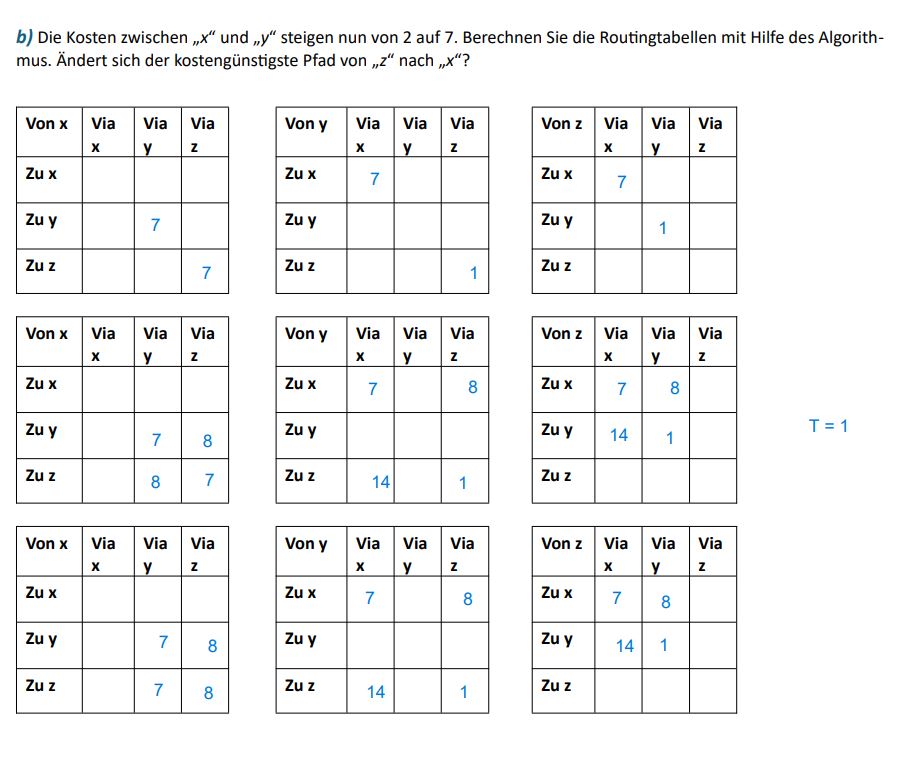 b) Die Kosten zwischen „x“ und „y“ steigen nun von 2 auf 7. Berechnen Sie die Routingtabellen mit Hilfe des Algorith-
mus. Ändert sich der kostengünstigste Pfad von „z“ nach „x“?
Von x Via x Via y Via z
Zu x
Zu y 7
Zu z 7
Von y Via x Via y Via z
Zu x 7
Zu y
Zu z 1
Von z Via x Via y Via z
Zu x 7
Zu y 1
Zu z
Von x Via x Via y Via z
Zu x
Zu y 7 8
Zu z 8 7
Von y Via x Via y Via z
Zu x 7 8
Zu y
Zu z 14 1
Von z Via x Via y Via z
Zu x 7 8
Zu y 14 1
Zu z
T = 1
Von x Via x Via y Via z
Zu x
Zu y 7 8
Zu z 7 8
Von y Via x Via y Via z
Zu x 7 8
Zu y
Zu z 14 1
Von z Via x Via y Via z
Zu x 7 8
Zu y 14 1
Zu z